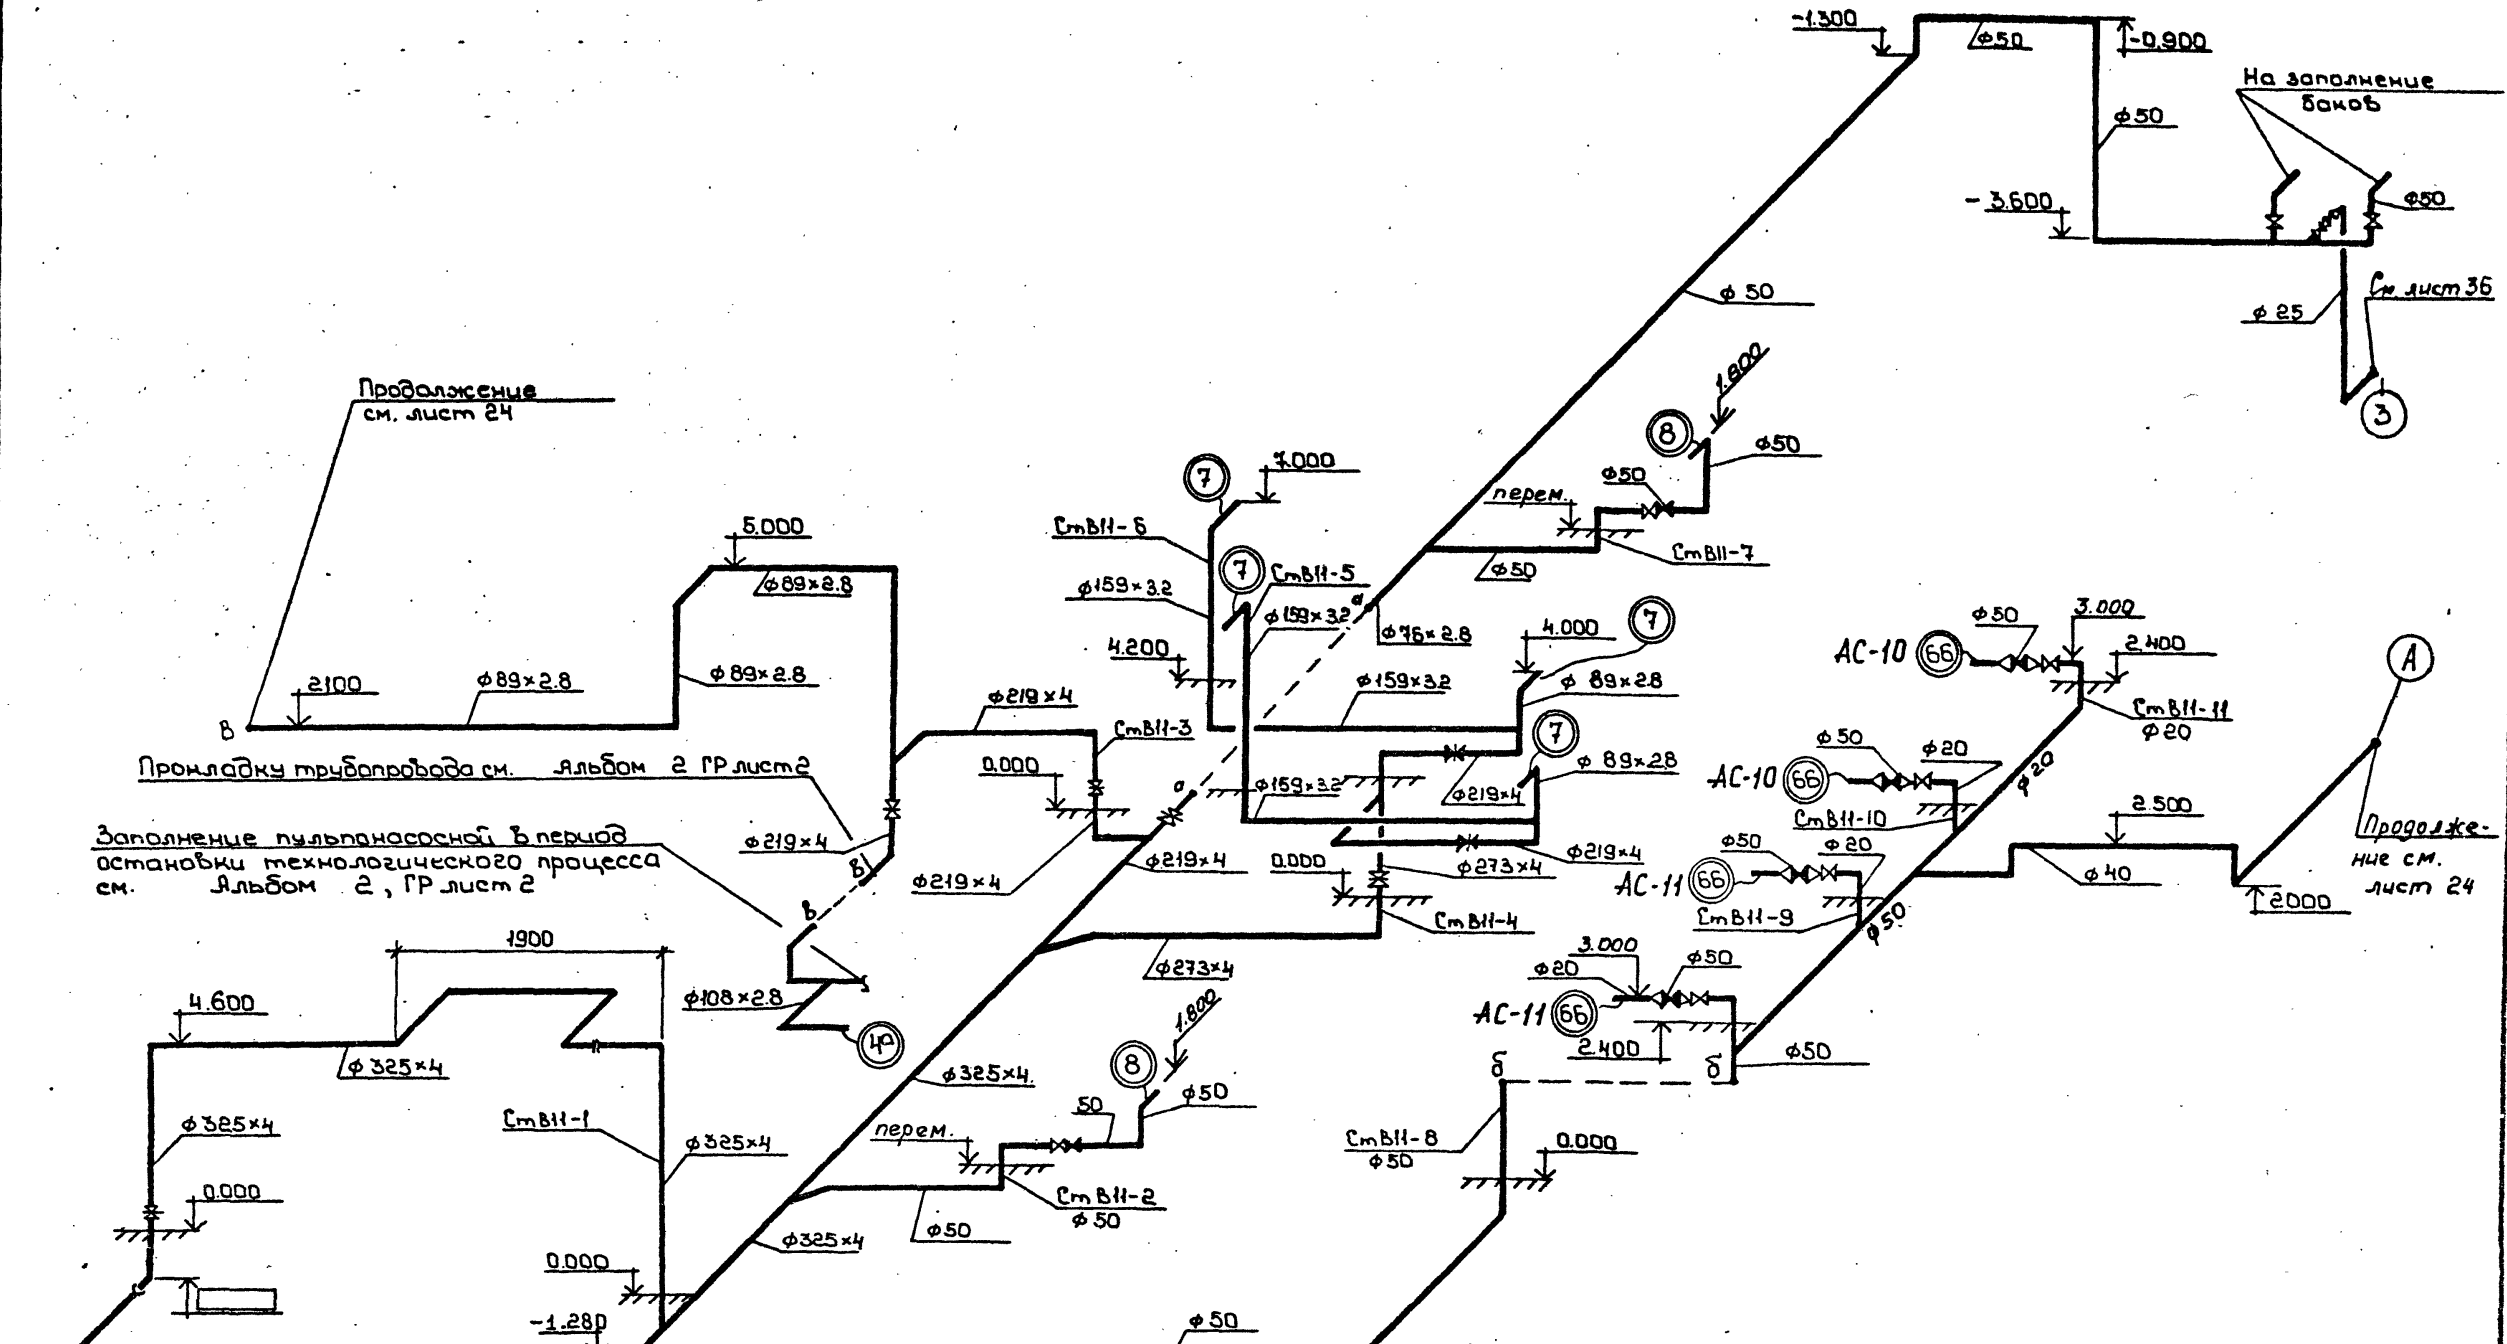 -1.300
ф50
-0.900
На заполнение
баков
ф50
- 3.600
ф50
См. лист 36
ф 50
ф 25
3
1.800
8
ф50
Продолжение
см. лист 24
7
7.000
ф50
перем.
СтВ11-6
5.000
СтВ11-7
7
СтВ11-5
ф50
ф89×2.8
ф159×3.2
а
ф159×3.2
ф76×2.8
4.000
7
ф50
3.000
АС-10
66
2.400
А
4.200
2.100
ф89×2.8
ф89×2.8
ф219×4
ф159×3.2
ф 89×2.8
СтВ11-11
ф20
В
СтВ11-3
7
ф50
ф20
Прокладку трубопровода см. Альбом 2 ГР лист 2
0.000
а
ф159×3.2
ф219×4
ф 89×2.8
АС-10
66
ф20
СтВ11-10
2.500
Заполнение пульпонасосной в период
остановки технологического процесса
см. Альбом 2, ГР лист 2
ф219×4
В
ф219×4
ф219×4
0.000
ф273×4
ф219×4
ф50
ф20
АС-11
66
ф40
Продолже-
ние см.
лист 24
2.000
в
СтВ11-4
СтВ11-9
ф50
1900
ф273×4
3.000
ф20
ф50
4.600
ф108×2.8
4а
1.800
АС-11
66
2.400
ф50
ф325×4
ф325×4
8
ф50
б
б
ф325×4
СтВ11-1
ф325×4
50
перем.
СтВ11-8
ф50
0.000
0.000
СтВ11-2
ф50
ф50
ф325×4
0.000
-1.280
ф50